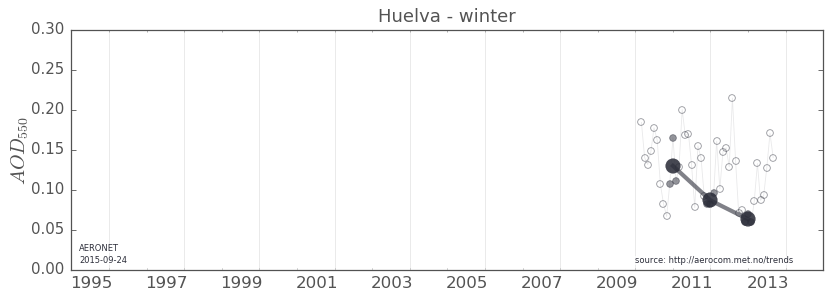 Huelva - winter
0.30
0.25
0.20
0.15
0.10
0.05
0.00
AOD550
AERONET
2015-09-24
source: http://aerocom.met.no/trends
1995 1997 1999 2001 2003 2005 2007 2009 2011 2013